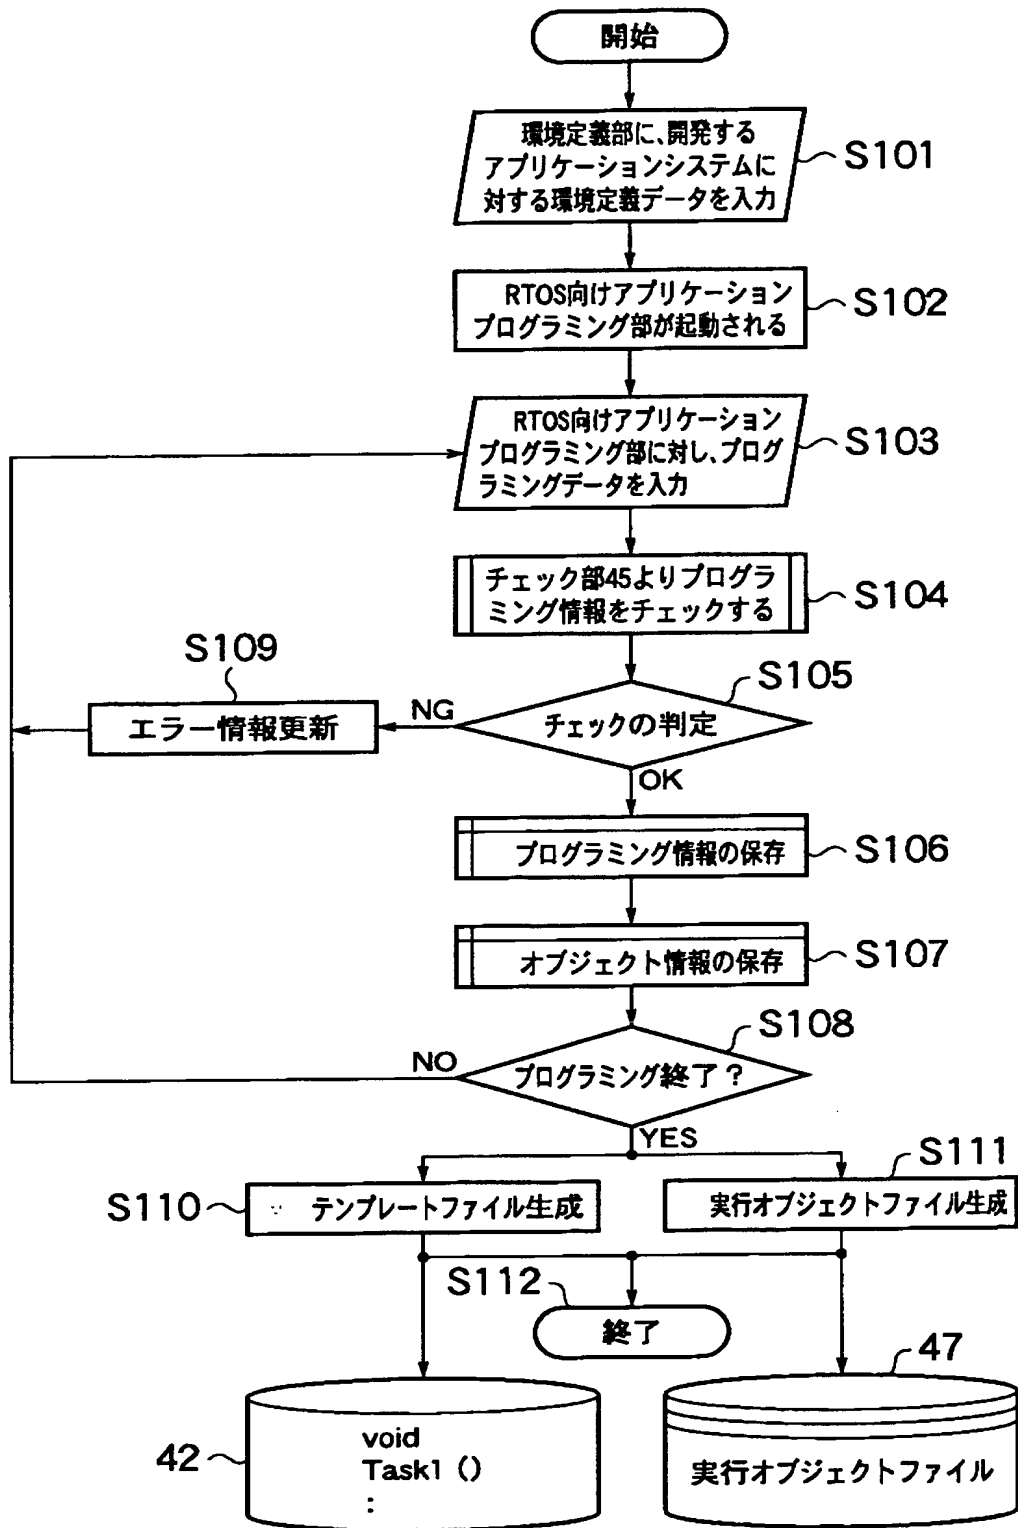 開始
環境定義部に、開発する
アプリケーションシステムに
対する環境定義データを入力
S101
RTOS向けアプリケーション
プログラミング部が起動される
S102
RTOS向けアプリケーション
プログラミング部に対し、プログ
ラミングデータを入力
S103
チェック部45よりプログラ
ミング情報をチェックする
S104
S109
エラー情報更新
NG
S105
チェックの判定
OK
プログラミング情報の保存
S106
オブジェクト情報の保存
S107
S108
NO
プログラミング終了？
YES
S110
テンプレートファイル生成
S111
実行オブジェクトファイル生成
S112
終了
42
void
Task1 ()
:
47
実行オブジェクトファイル